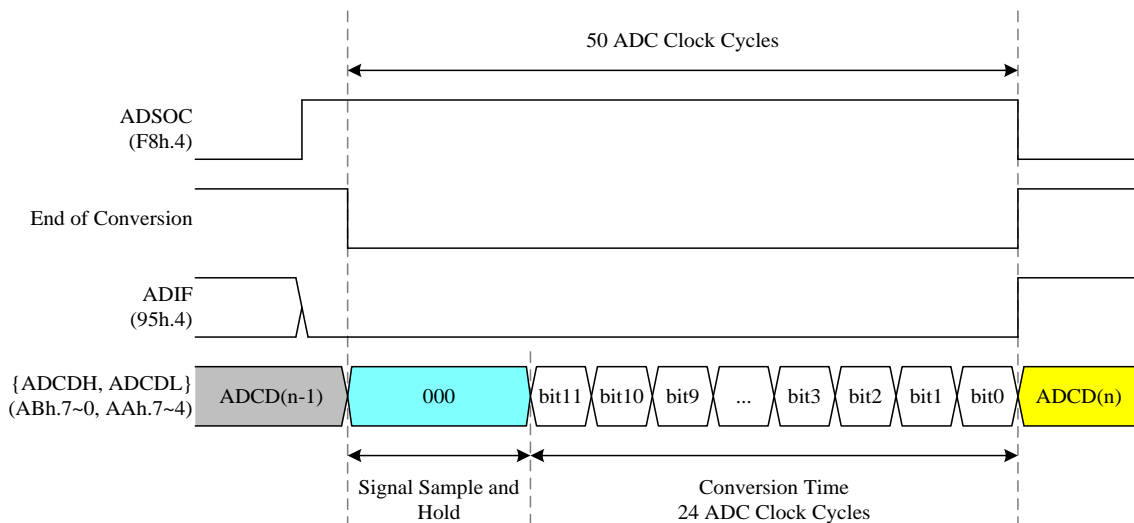 50 ADC Clock Cycles
ADSOC
(F8h.4)
End of Conversion
ADIF
(95h.4)
{ADCDH, ADCDL}
(ABh.7~0, AAh.7~4)
ADCD(n-1)
000
bit11
bit10
bit9
...
bit3
bit2
bit1
bit0
ADCD(n)
Signal Sample and
Hold
Conversion Time
24 ADC Clock Cycles